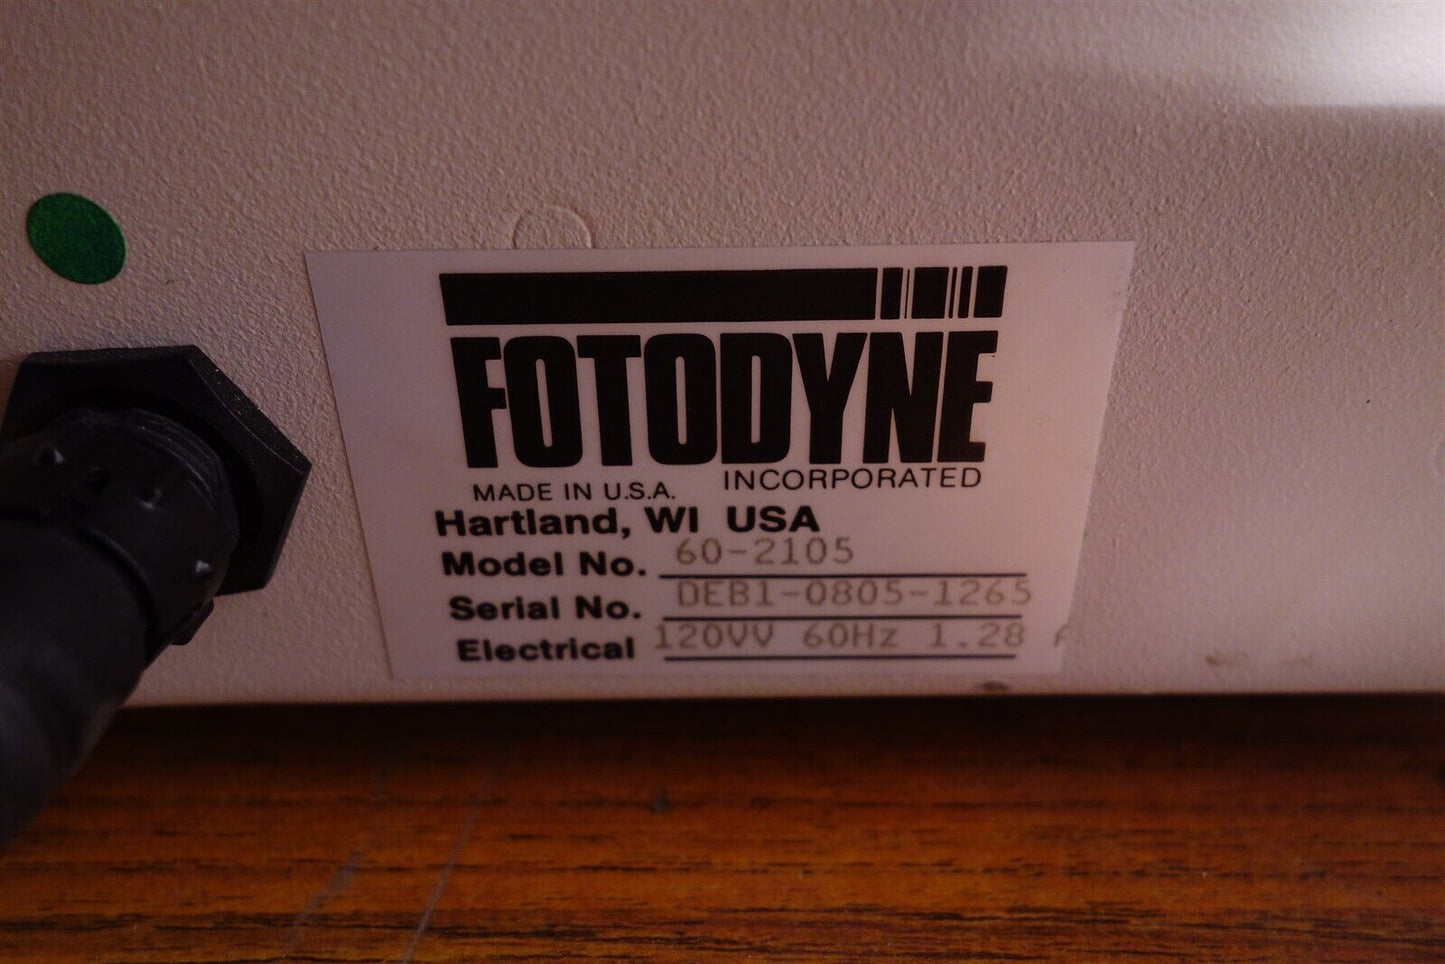 FOTODYNE
MADE IN U.S.A. INCORPORATED
Hartland, WI USA
Model No. 60-2105
Serial No. DEB1-0805-1265
Electrical 120VV 60Hz 1.28 A